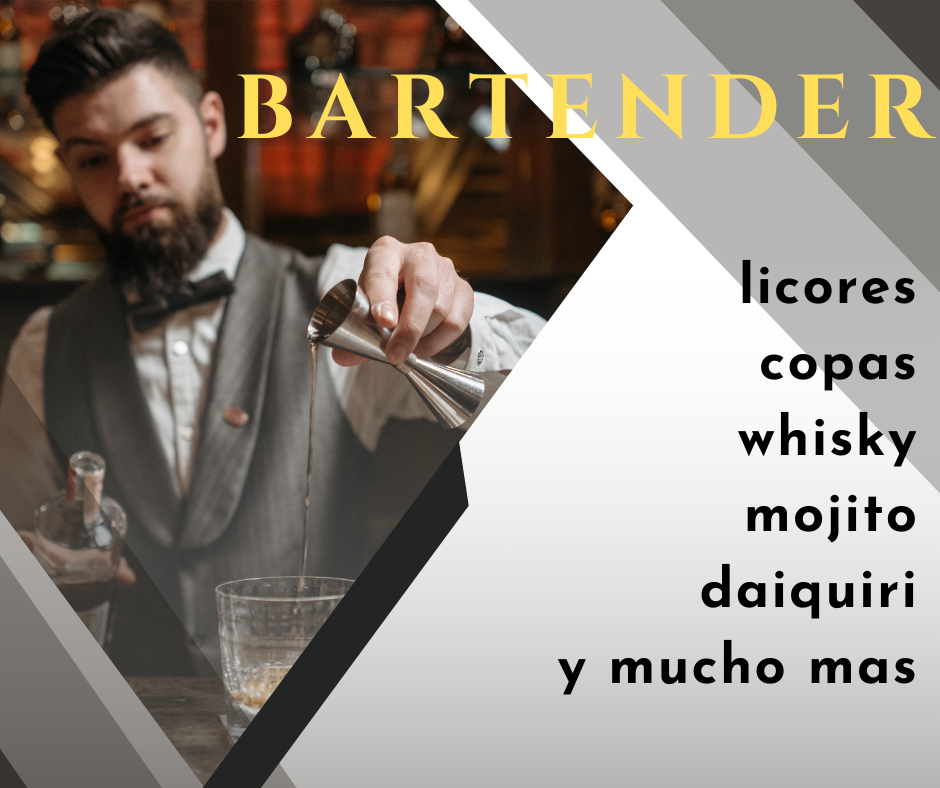 BARTENDER
licores
copas
whisky
mojito
daiquiri
y mucho mas